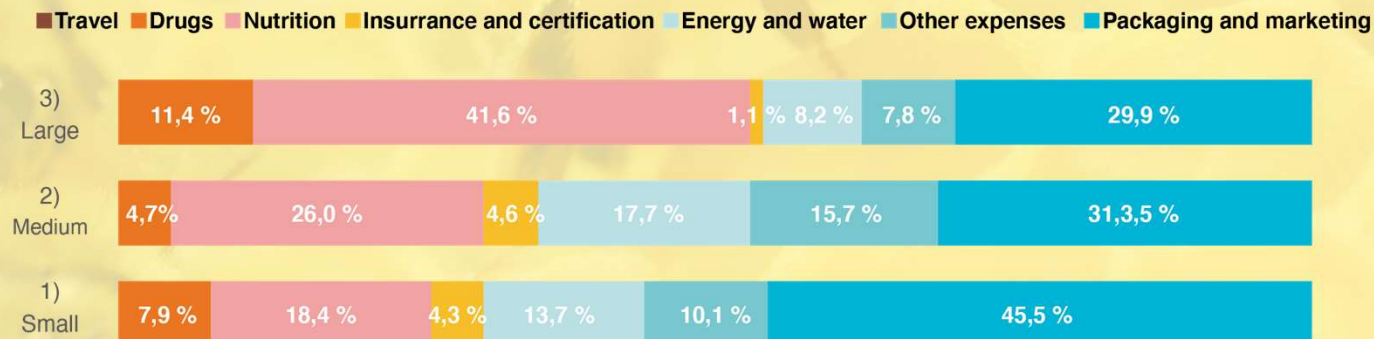 Travel Drugs Nutrition Insurrance and certification Energy and water Other expenses Packaging and marketing
3)
Large
11,4 % 41,6 % 1,1 % 8,2 % 7,8 % 29,9 %
2)
Medium
4,7% 26,0 % 4,6 % 17,7 % 15,7 % 31,3,5 %
1)
Small
7,9 % 18,4 % 4,3 % 13,7 % 10,1 % 45,5 %